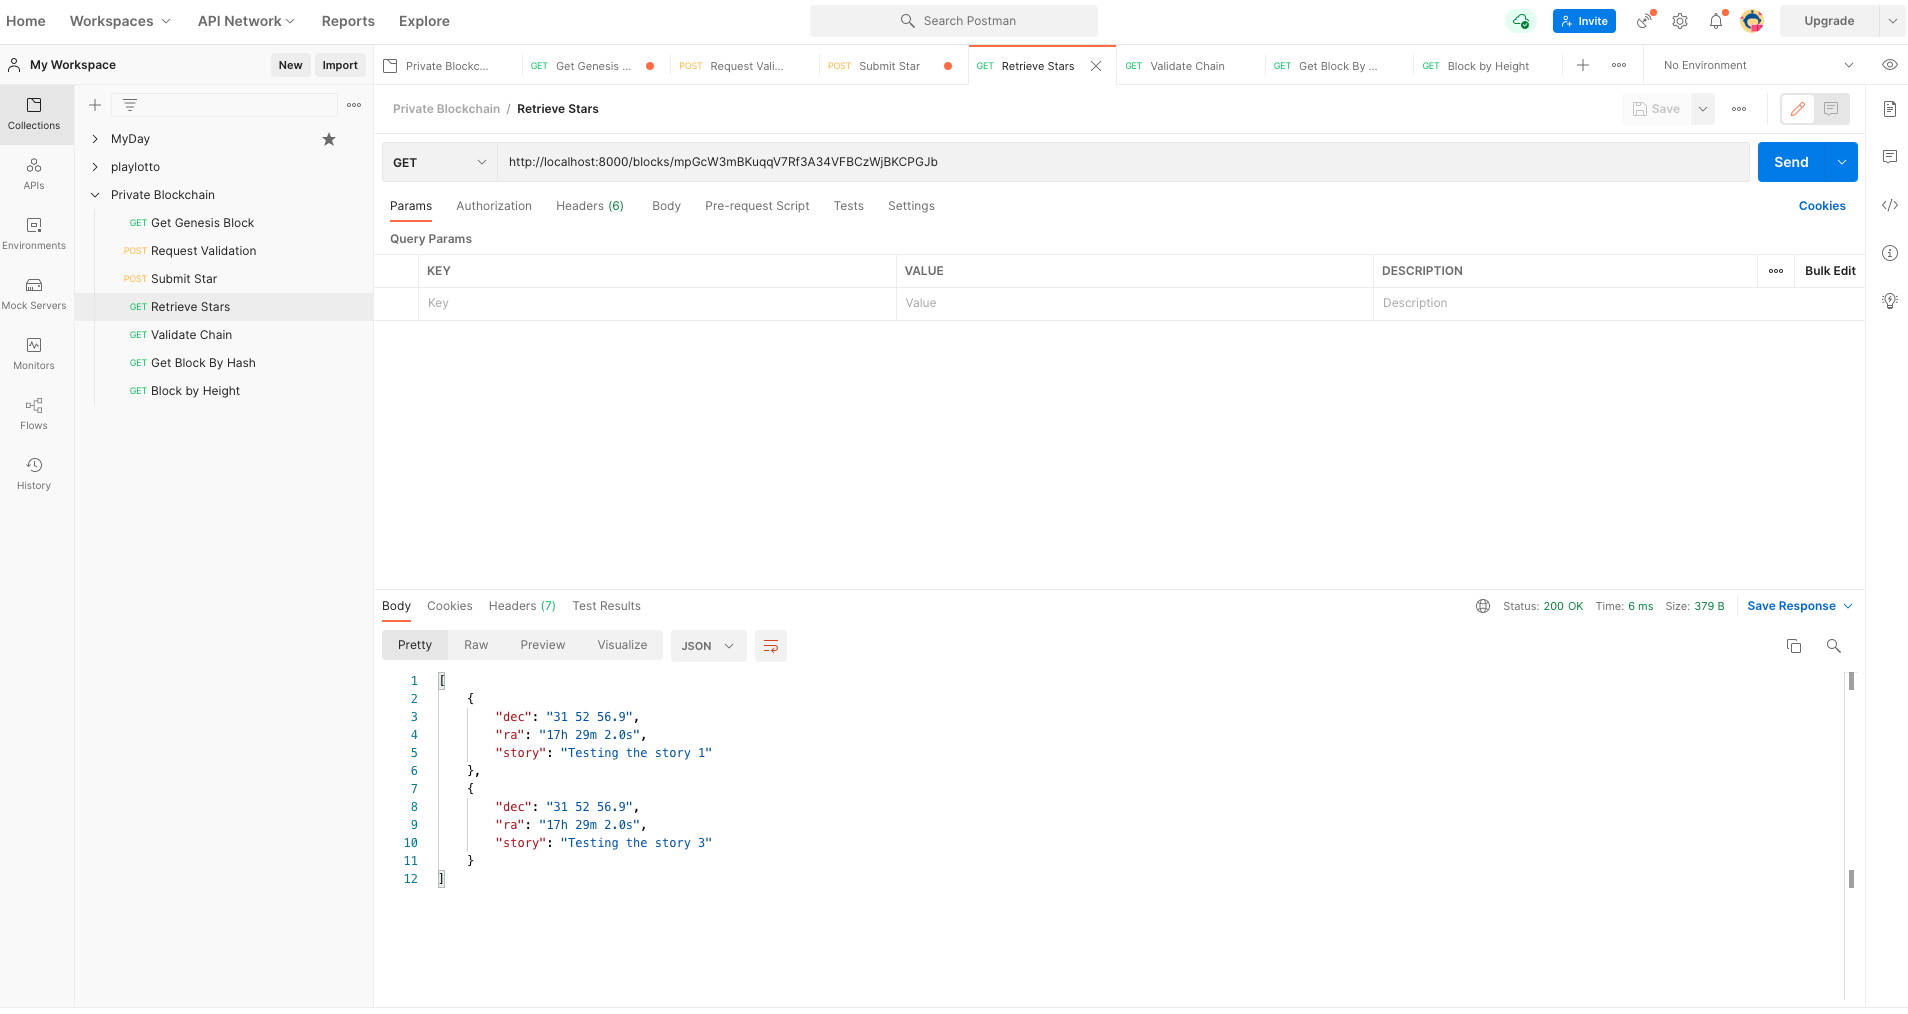 Home Workspaces API Network Reports Explore Search Postman Invite Upgrade
My Workspace New Import Private Blockc... GET Get Genesis ... POST Request Vali... POST Submit Star GET Retrieve Stars GET Validate Chain GET Get Block By ... GET Block by Height No Environment
Collections
APIs
Environments
Mock Servers
Monitors
Flows
History
MyDay
playlotto
Private Blockchain
GET Get Genesis Block
POST Request Validation
POST Submit Star
GET Retrieve Stars
GET Validate Chain
GET Get Block By Hash
GET Block by Height
Private Blockchain / Retrieve Stars Save
GET http://localhost:8000/blocks/mpGcW3mBKuqqV7Rf3A34VFBCzWjBKCPGJb Send
Params Authorization Headers (6) Body Pre-request Script Tests Settings Cookies
Query Params
KEY VALUE DESCRIPTION Bulk Edit
Key Value Description
Body Cookies Headers (7) Test Results Status: 200 OK Time: 6 ms Size: 379 B Save Response
Pretty Raw Preview Visualize JSON
1 [
2 {
3 "dec": "31 52 56.9",
4 "ra": "17h 29m 2.0s",
5 "story": "Testing the story 1"
6 },
7 {
8 "dec": "31 52 56.9",
9 "ra": "17h 29m 2.0s",
10 "story": "Testing the story 3"
11 }
12 ]